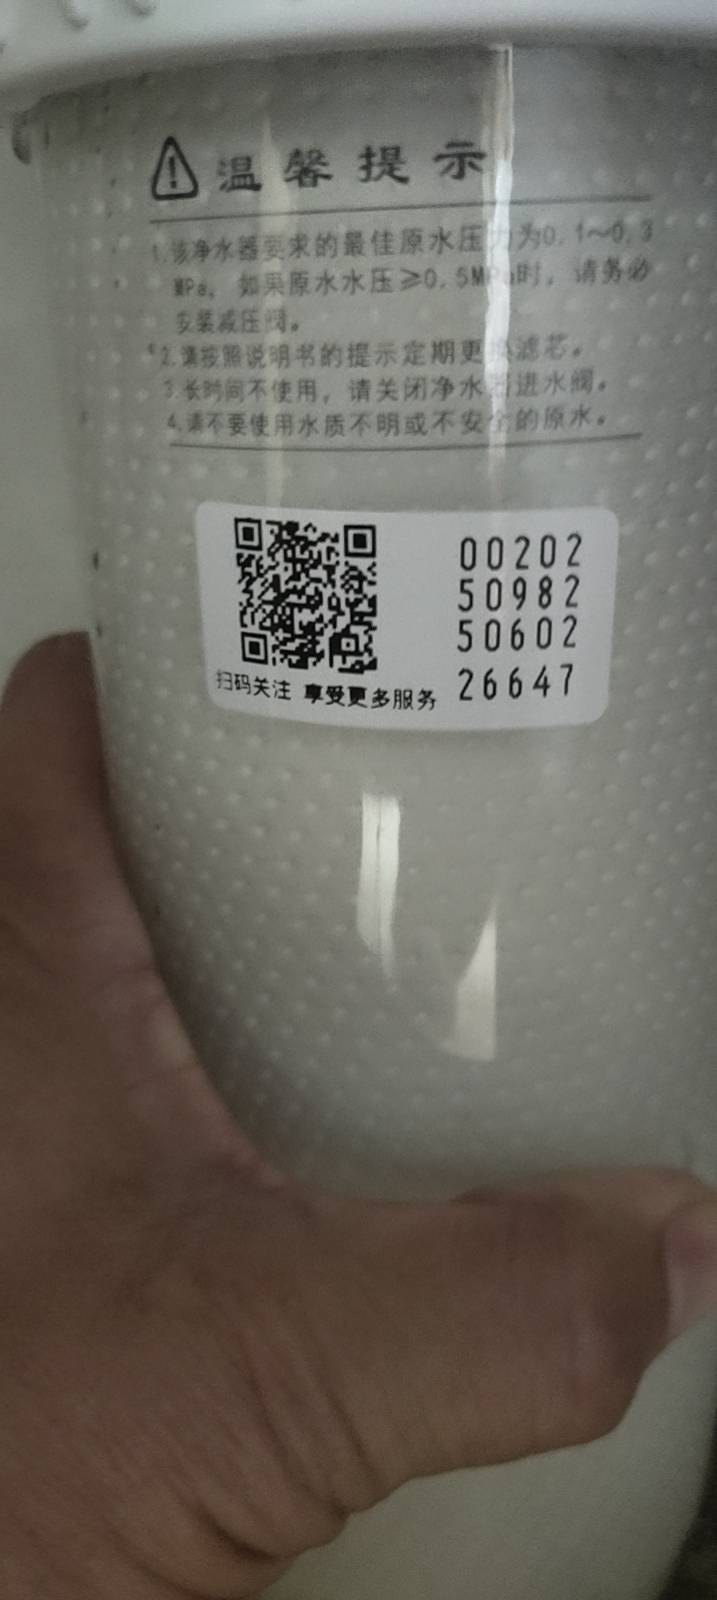 温馨提示
1.该净水器要求的最佳原水压力为0.1~0.3
MPa, 如果原水水压≥0.5MPa时, 请务必
安装减压阀。
2.请按照说明书的提示定期更换滤芯。
3.长时间不使用, 请关闭净水器进水阀。
4.请不要使用水质不明或不安全的原水。
00202
50982
50602
26647
扫码关注 享受更多服务